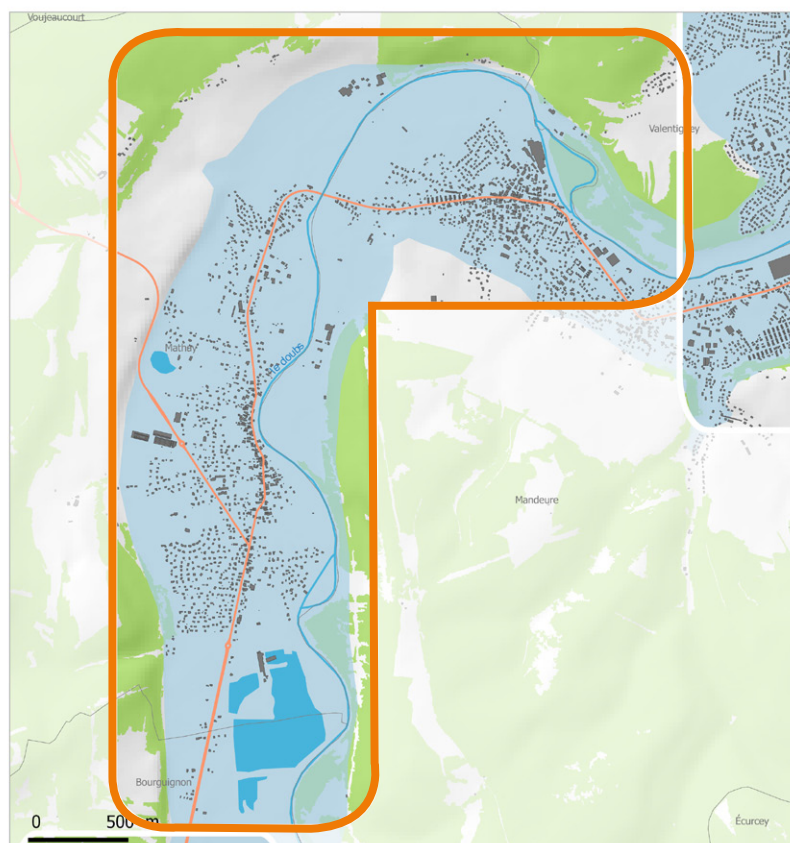 Voujeaucourt
Valentigney
Mathay
le doubs
Mandeure
Bourguignon
Écurcey
0 500 m